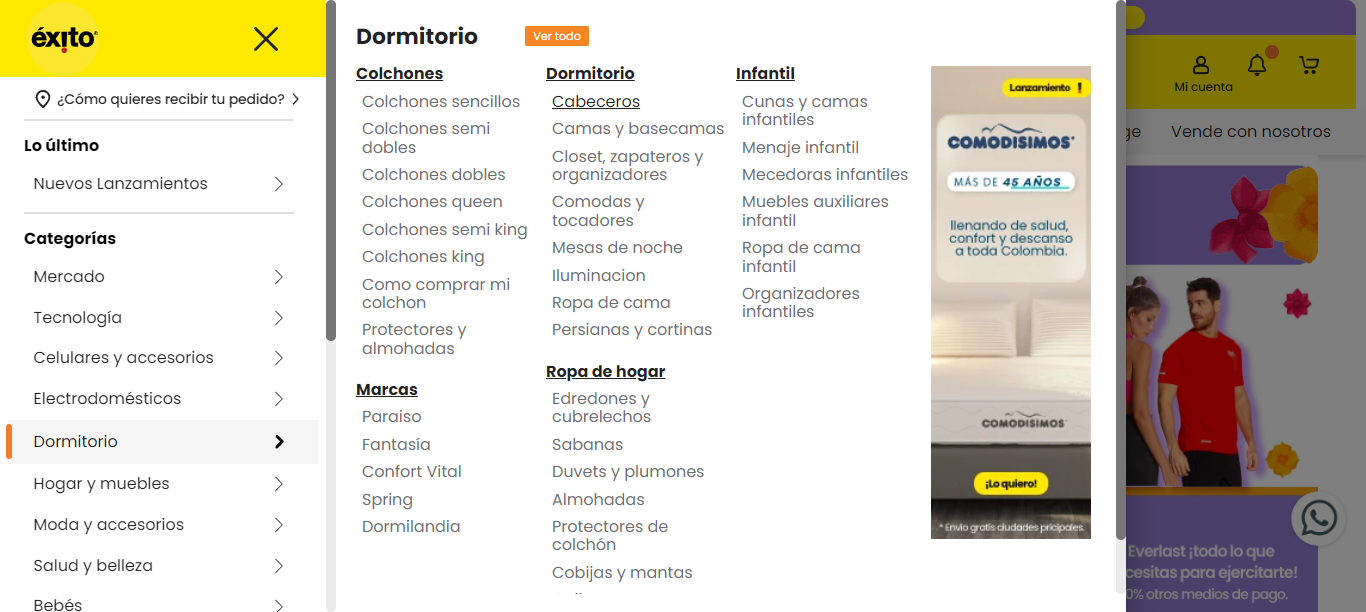 éxito
¿Cómo quieres recibir tu pedido?
Lo último
Nuevos Lanzamientos
Categorías
Mercado
Tecnología
Celulares y accesorios
Electrodomésticos
Dormitorio
Hogar y muebles
Moda y accesorios
Salud y belleza
Bebés
Dormitorio
Ver todo
Colchones
Colchones sencillos
Colchones semi
dobles
Colchones dobles
Colchones queen
Colchones semi king
Colchones king
Como comprar mi
colchon
Protectores y
almohadas
Marcas
Paraiso
Fantasía
Confort Vital
Spring
Dormilandia
Dormitorio
Cabeceros
Camas y basecamas
Closet, zapateros y
organizadores
Comodas y
tocadores
Mesas de noche
Iluminacion
Ropa de cama
Persianas y cortinas
Ropa de hogar
Edredones y
cubrelechos
Sabanas
Duvets y plumones
Almohadas
Protectores de
colchón
Cobijas y mantas
Infantil
Cunas y camas
infantiles
Menaje infantil
Mecedoras infantiles
Muebles auxiliares
infantil
Ropa de cama
infantil
Organizadores
infantiles
Lanzamiento !
COMODISIMOS
MÁS DE 45 AÑOS
llenando de salud,
confort y descanso
a toda Colombia.
COMODISIMOS
¡Lo quiero!
* Envio gratis ciudades pricipales.
Mi cuenta
ge
Vende con nosotros
Everlast ¡todo lo que
cesitas para ejercitarte!
0% otros medios de pago.